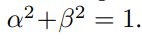 α²+β² = 1.